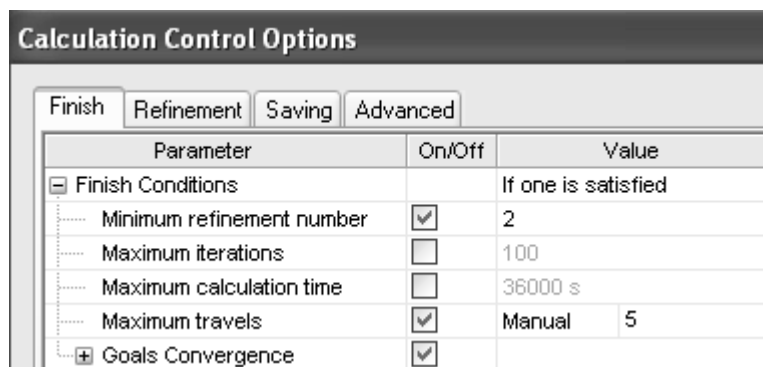 Calculation Control Options
Finish Refinement Saving Advanced
Parameter On/Off Value
Finish Conditions If one is satisfied
Minimum refinement number 2
Maximum iterations 100
Maximum calculation time 36000 s
Maximum travels Manual 5
Goals Convergence